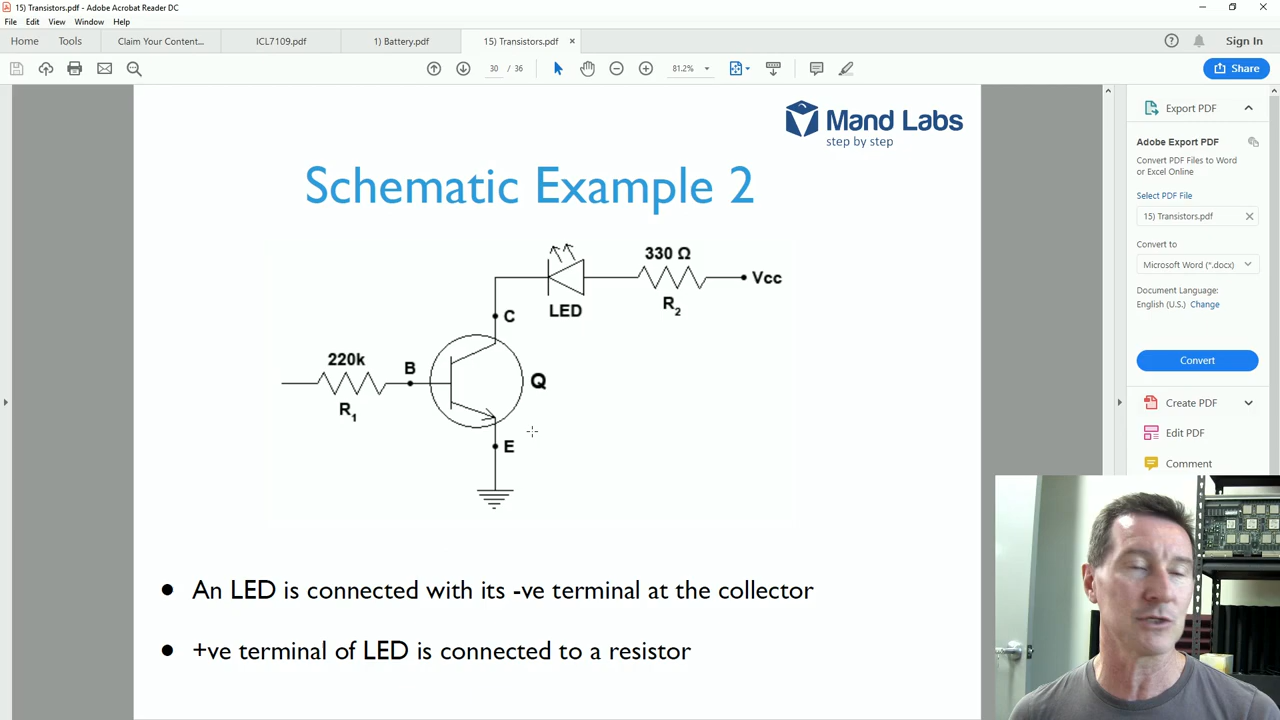 15) Transistors.pdf - Adobe Acrobat Reader DC
File Edit View Window Help
Home Tools Claim Your Content... ICL7109.pdf 1) Battery.pdf 15) Transistors.pdf × Sign In
30 / 36 81.2% Share
Mand Labs
step by step
Schematic Example 2
330 Ω
Vcc
LED
R2
C
220k
B
Q
R1
E
• An LED is connected with its -ve terminal at the collector
• +ve terminal of LED is connected to a resistor
Export PDF
Adobe Export PDF
Convert PDF Files to Word
or Excel Online
Select PDF File
15) Transistors.pdf
Convert to
Microsoft Word (*.docx)
Document Language:
English (U.S.) Change
Convert
Create PDF
Edit PDF
Comment